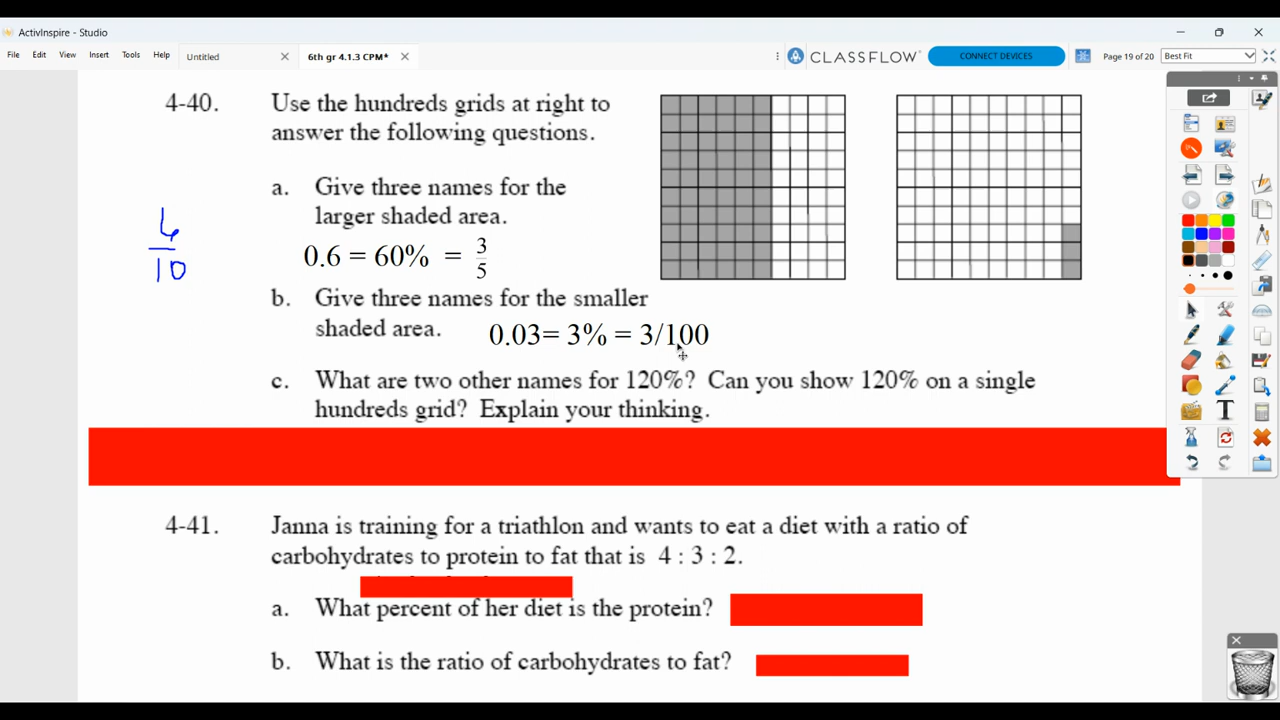 ActivInspire - Studio
File Edit View Insert Tools Help Untitled 6th gr 4.1.3 CPM* CLASSFLOW CONNECT DEVICES Page 19 of 20 Best Fit
4-40. Use the hundreds grids at right to
answer the following questions.
a. Give three names for the
larger shaded area.
6
10
0.6 = 60% = 3
5
b. Give three names for the smaller
shaded area. 0.03= 3% = 3/100
c. What are two other names for 120%? Can you show 120% on a single
hundreds grid? Explain your thinking.
4-41. Janna is training for a triathlon and wants to eat a diet with a ratio of
carbohydrates to protein to fat that is 4 : 3 : 2.
a. What percent of her diet is the protein?
b. What is the ratio of carbohydrates to fat?